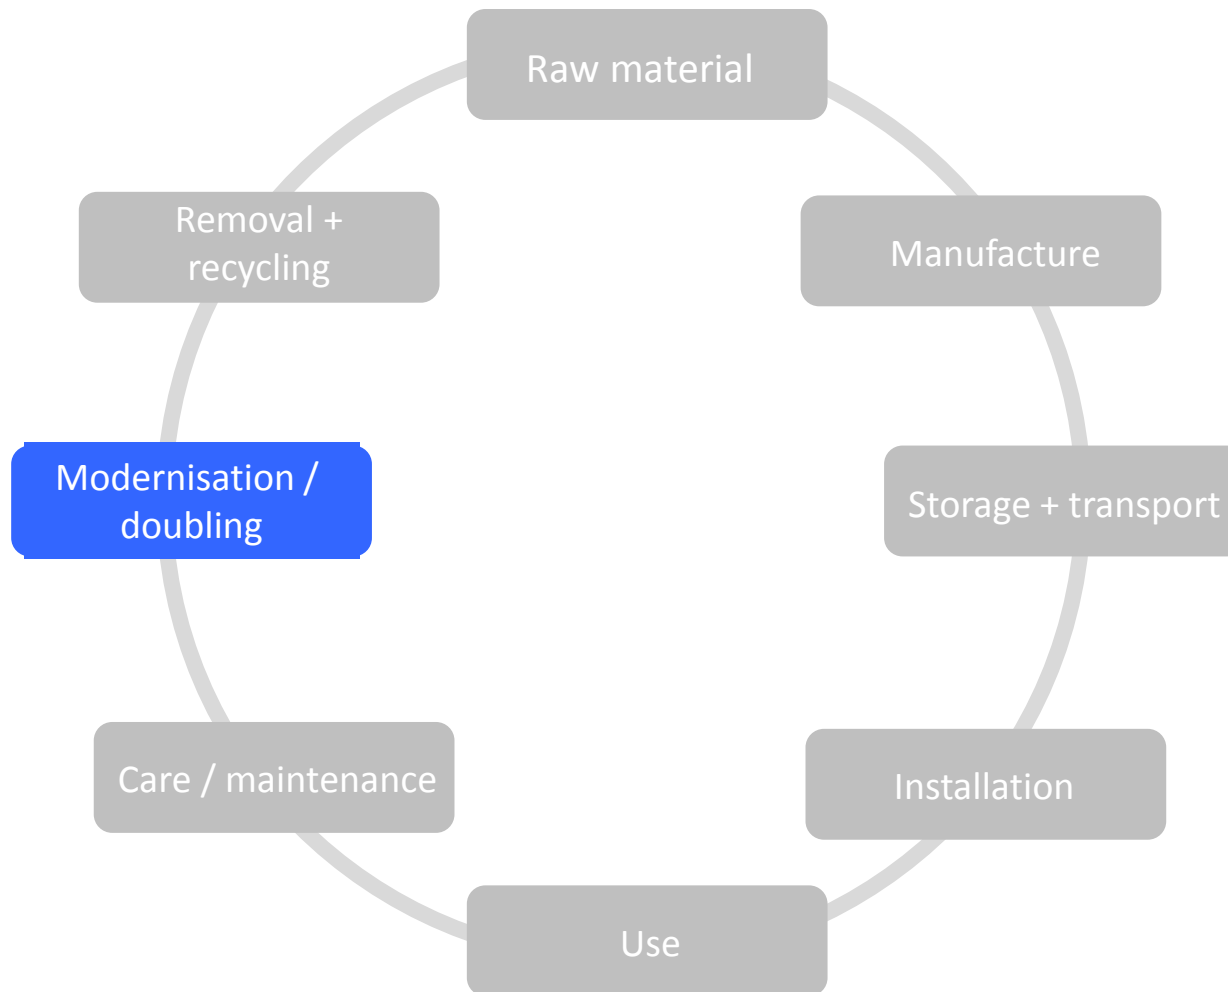 Raw material
Removal +
recycling
Manufacture
Modernisation /
doubling
Storage + transport
Care / maintenance
Installation
Use